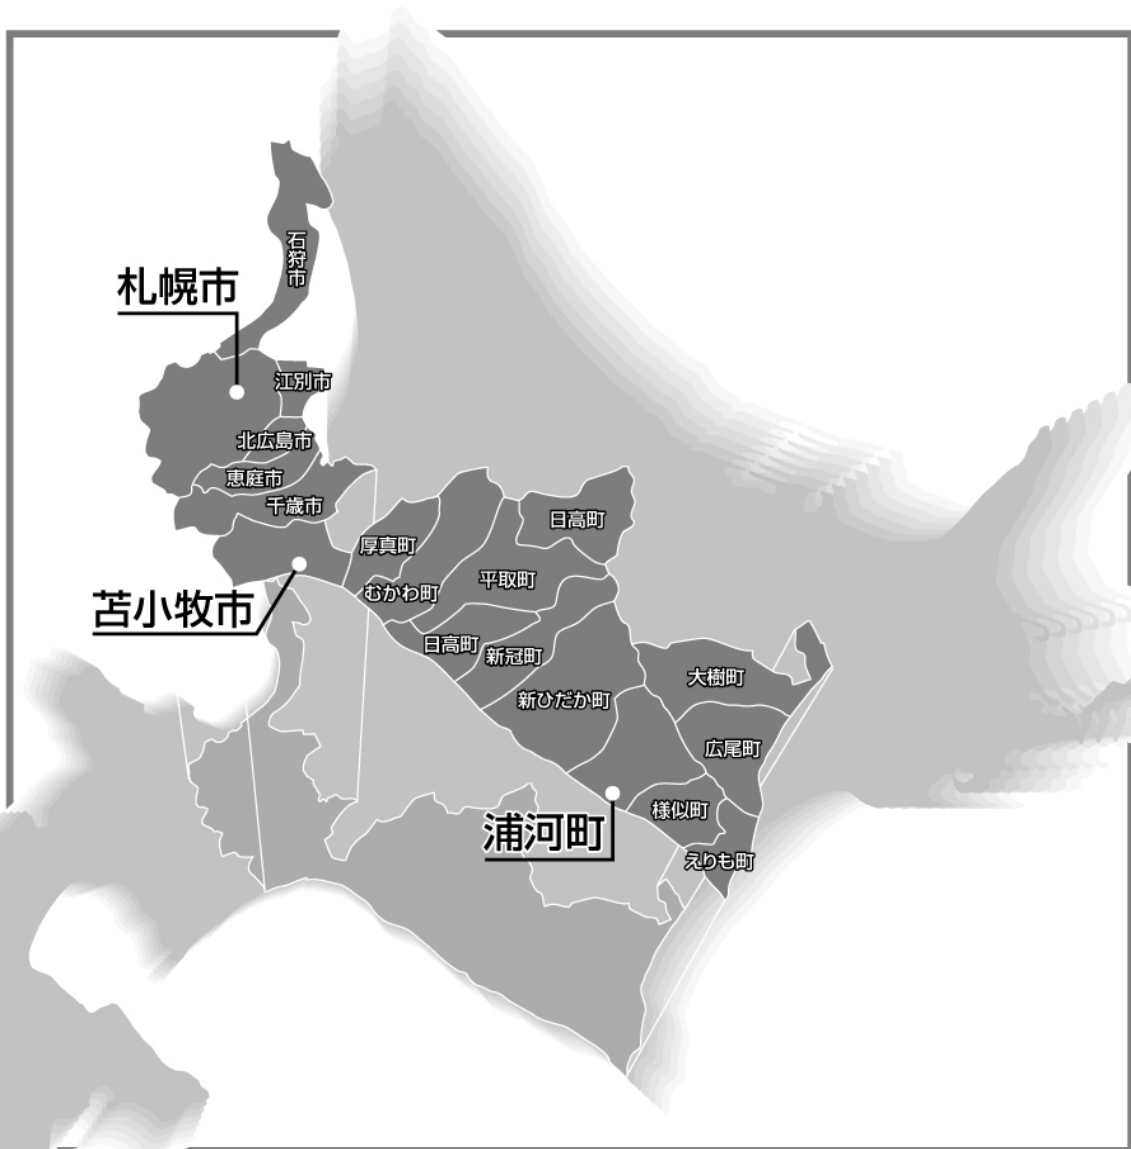 石狩市
札幌市
江別市
北広島市
恵庭市
千歳市
日高町
厚真町
平取町
むかわ町
苫小牧市
日高町
新冠町
大樹町
新ひだか町
広尾町
様似町
浦河町
えりも町